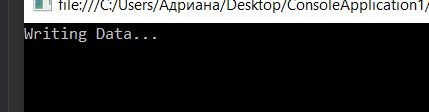 file:///C:/Users/Адриана/Desktop/ConsoleApplication1/
Writing Data...